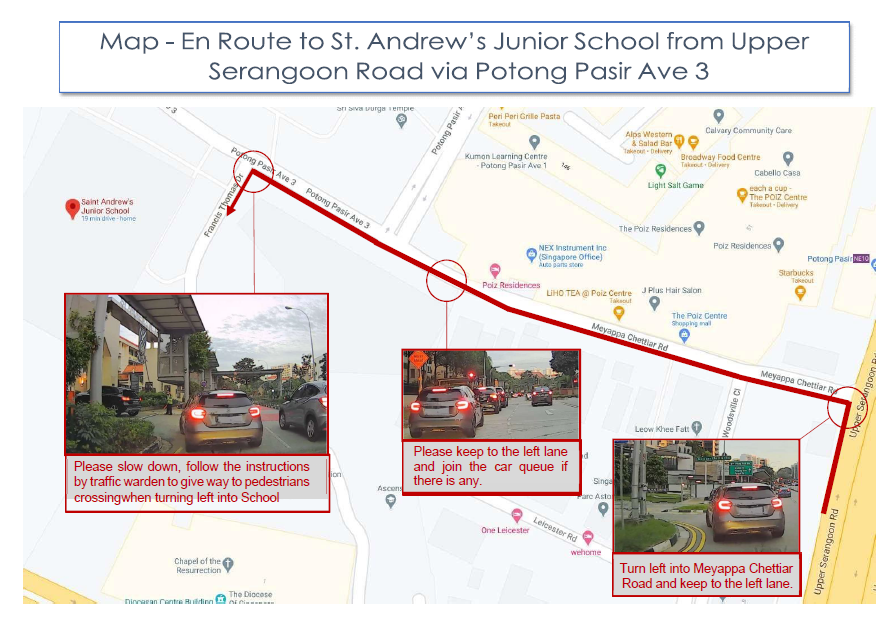 Map - En Route to St. Andrew's Junior School from Upper
Serangoon Road via Potong Pasir Ave 3
Sri Siva Durga Temple
Potong Pasir A
Peri Peri Grille Pasta
Takeout
Calvary Community Care
Alps Western
& Salad Bar
Takeout • Delivery
Kumon Learning Centre
- Potong Pasir Ave 1
Broadway Food Centre
Takeout • Delivery
Cabello Casa
Light Salt Game
each a cup -
The POIZ Centre
Takeout • Delivery
Potong Pasir Ave 3
Potong Pasir Ave 3
Francis Thomas Dr
Saint Andrew's
Junior School
19 min drive - home
The Poiz Residences
Poiz Residences
NEX Instrument Inc
(Singapore Office)
Auto parts store
Potong Pasir NE10
Poiz Residences
Starbucks
Takeout
LiHO TEA @ Poiz Centre
Takeout
J Plus Hair Salon
The Poiz Centre
Shopping mall
Meyappa Chettiar Rd
Meyappa Chettiar Rd
Upper Serangoon Rd
Woodsville Cl
Leow Khee Fatt
Please slow down, follow the instructions
by traffic warden to give way to pedestrians
crossingwhen turning left into School
Please keep to the left lane
and join the car queue if
there is any.
Turn left into Meyappa Chettiar
Road and keep to the left lane.
Singa
Parc Asto
Ascen
One Leicester
Leicester Rd
wehome
Upper Serangoon Rd
Chapel of the
Resurrection
Diocesan Centre Building
The Diocese